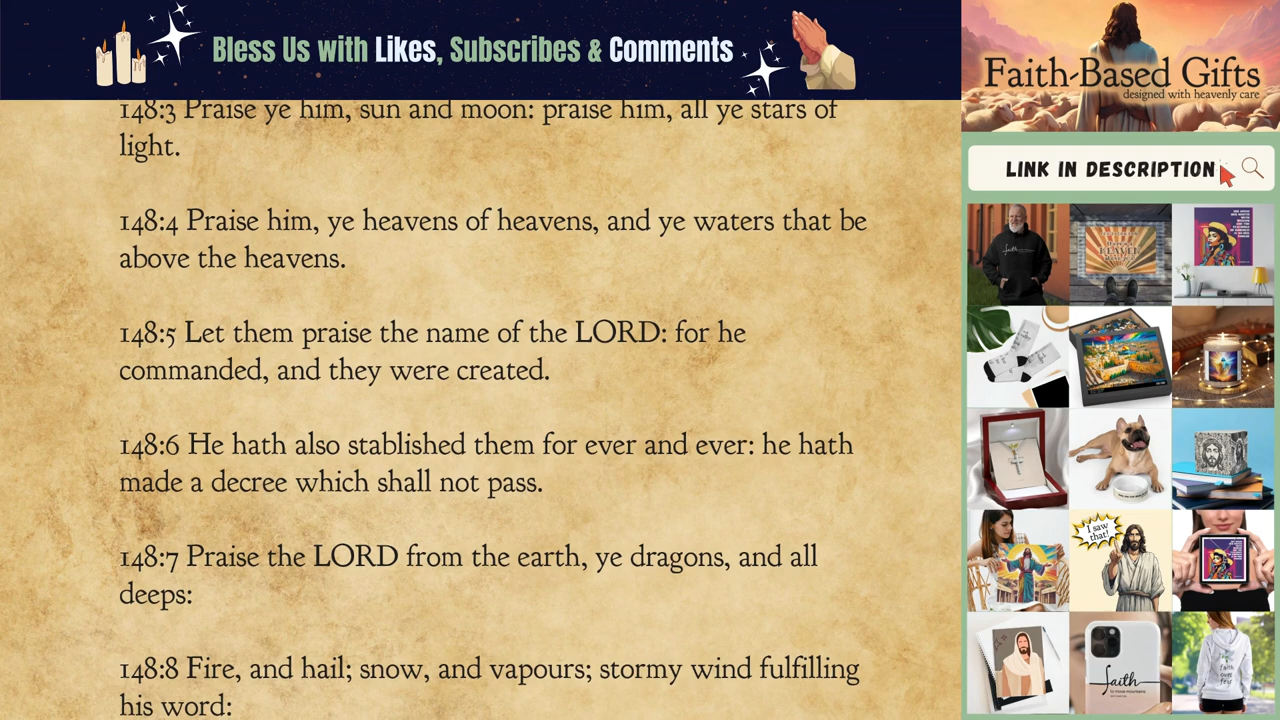 Bless Us with Likes, Subscribes & Comments
148:3 Praise ye him, sun and moon: praise him, all ye stars of
light.
148:4 Praise him, ye heavens of heavens, and ye waters that be
above the heavens.
148:5 Let them praise the name of the LORD: for he
commanded, and they were created.
148:6 He hath also stablished them for ever and ever: he hath
made a decree which shall not pass.
148:7 Praise the LORD from the earth, ye dragons, and all
deeps:
148:8 Fire, and hail; snow, and vapours; stormy wind fulfilling
his word:
Faith-Based Gifts
designed with heavenly care
LINK IN DESCRIPTION
faith
I saw
that!
faith
faith
over
fear